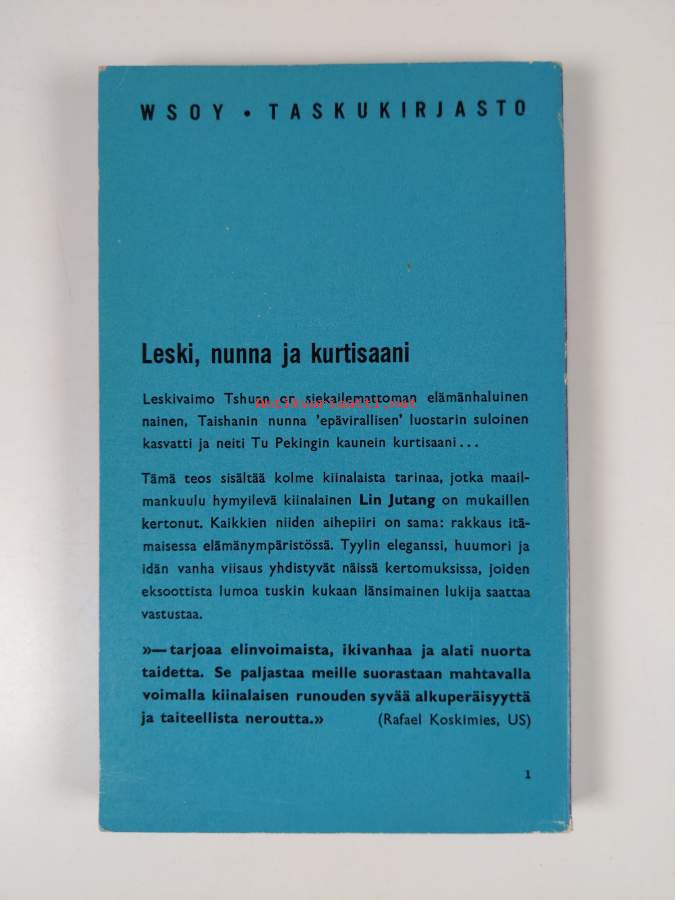 WSOY • TASKUKIRJASTO
Leski, nunna ja kurtisaani
Leskivaimo Tshuan on siekailemattoman elämänhaluinen
Antikvariaatti.net
nainen, Taishanin nunna 'epävirallisen' luostarin suloinen
kasvatti ja neiti Tu Pekingin kaunein kurtisaani...
Tämä teos sisältää kolme kiinalaista tarinaa, jotka maail-
mankuulu hymyilevä kiinalainen Lin Jutang on mukaillen
kertonut. Kaikkien niiden aihepiiri on sama: rakkaus itä-
maisessa elämänympäristössä. Tyylin eleganssi, huumori ja
idän vanha viisaus yhdistyvät näissä kertomuksissa, joiden
eksoottista lumoa tuskin kukaan länsimainen lukija saattaa
vastustaa.
»—tarjoaa elinvoimaista, ikivanhaa ja alati nuorta
taidetta. Se paljastaa meille suorastaan mahtavalla
voimalla kiinalaisen runouden syvää alkuperäisyyttä
ja taiteellista neroutta.» (Rafael Koskimies, US)
1